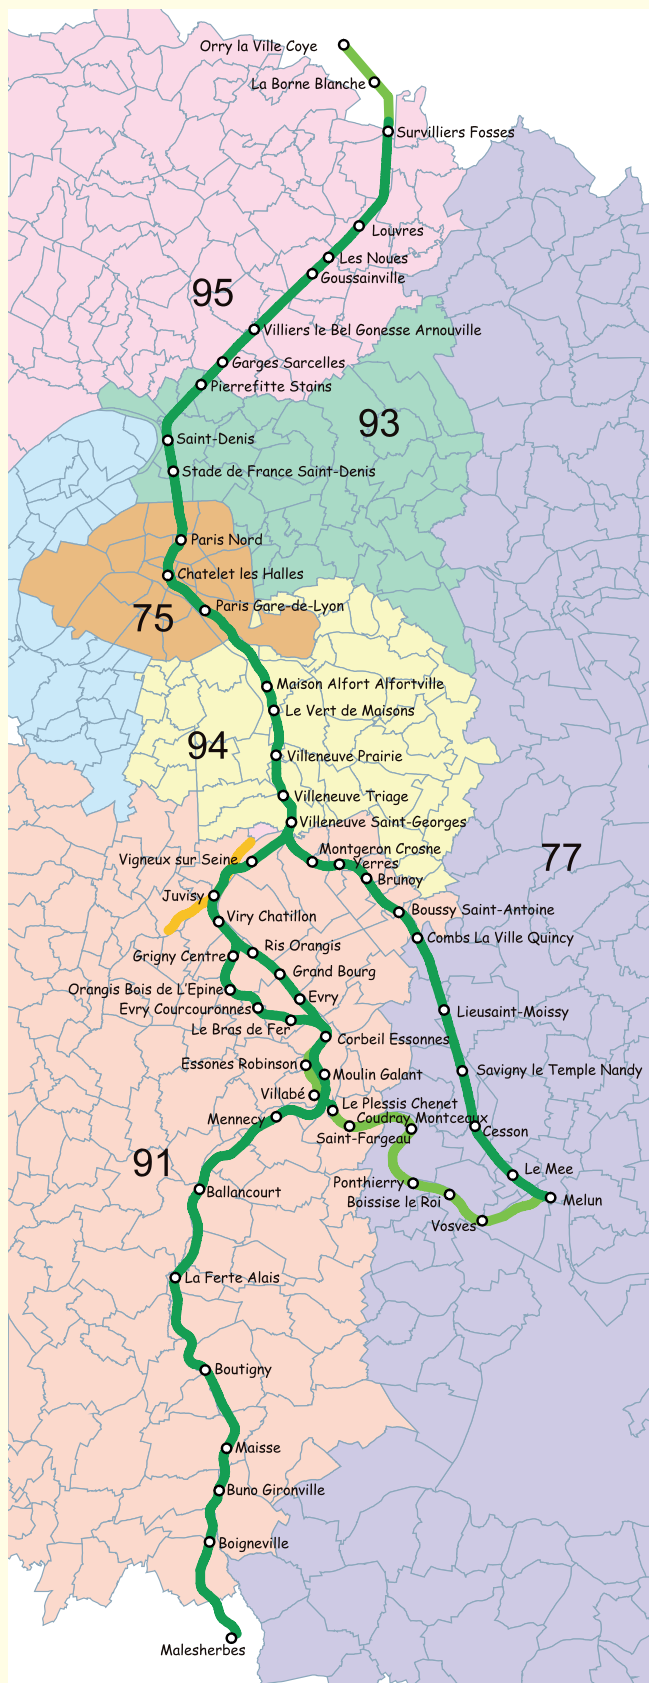 Orry la Ville Coye
La Borne Blanche
Survilliers Fosses
Louvres
Les Noues
Goussainville
95
Villiers le Bel Gonesse Arnouville
Garges Sarcelles
Pierrefitte Stains
93
Saint-Denis
Stade de France Saint-Denis
Paris Nord
Chatelet les Halles
Paris Gare-de-Lyon
75
Maison Alfort Alfortville
Le Vert de Maisons
94
Villeneuve Prairie
Villeneuve Triage
Villeneuve Saint-Georges
Montgeron Crosne
77
Vigneux sur Seine
Yerres
Brunoy
Juvisy
Boussy Saint-Antoine
Viry Chatillon
Combs La Ville Quincy
Ris Orangis
Grigny Centre
Grand Bourg
Orangis Bois de L'Epine
Evry
Evry Courcouronnes
Lieusaint-Moissy
Le Bras de Fer
Corbeil Essonnes
Essones Robinson
Moulin Galant
Savigny le Temple Nandy
Villabé
Le Plessis Chenet
Mennecy
Coudray Montceaux
Cesson
Saint-Fargeau
91
Le Mee
Ponthierry
Ballancourt
Boissise le Roi
Melun
Vosves
La Ferte Alais
Boutigny
Maisse
Buno Gironville
Boigneville
Malesherbes